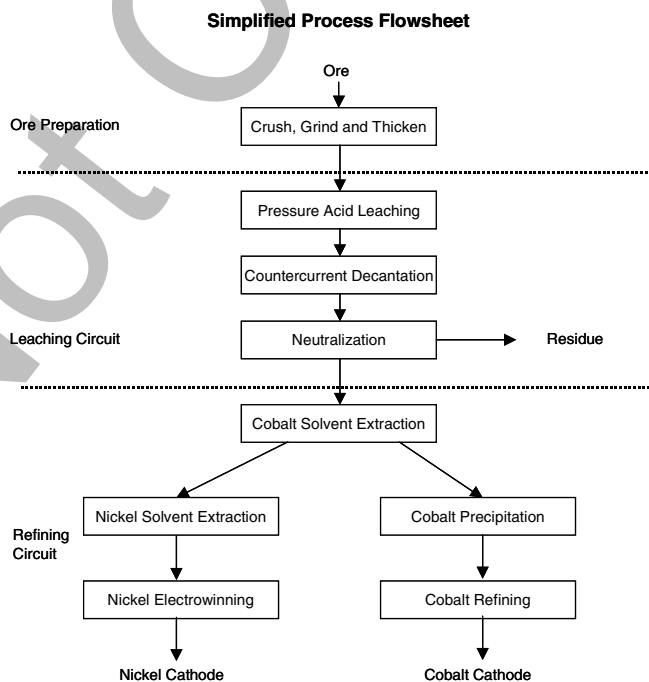 Simplified Process Flowsheet
Ore
Ore Preparation
Crush, Grind and Thicken
Pressure Acid Leaching
Countercurrent Decantation
Leaching Circuit
Neutralization
Residue
Cobalt Solvent Extraction
Refining
Circuit
Nickel Solvent Extraction
Cobalt Precipitation
Nickel Electrowinning
Cobalt Refining
Nickel Cathode
Cobalt Cathode